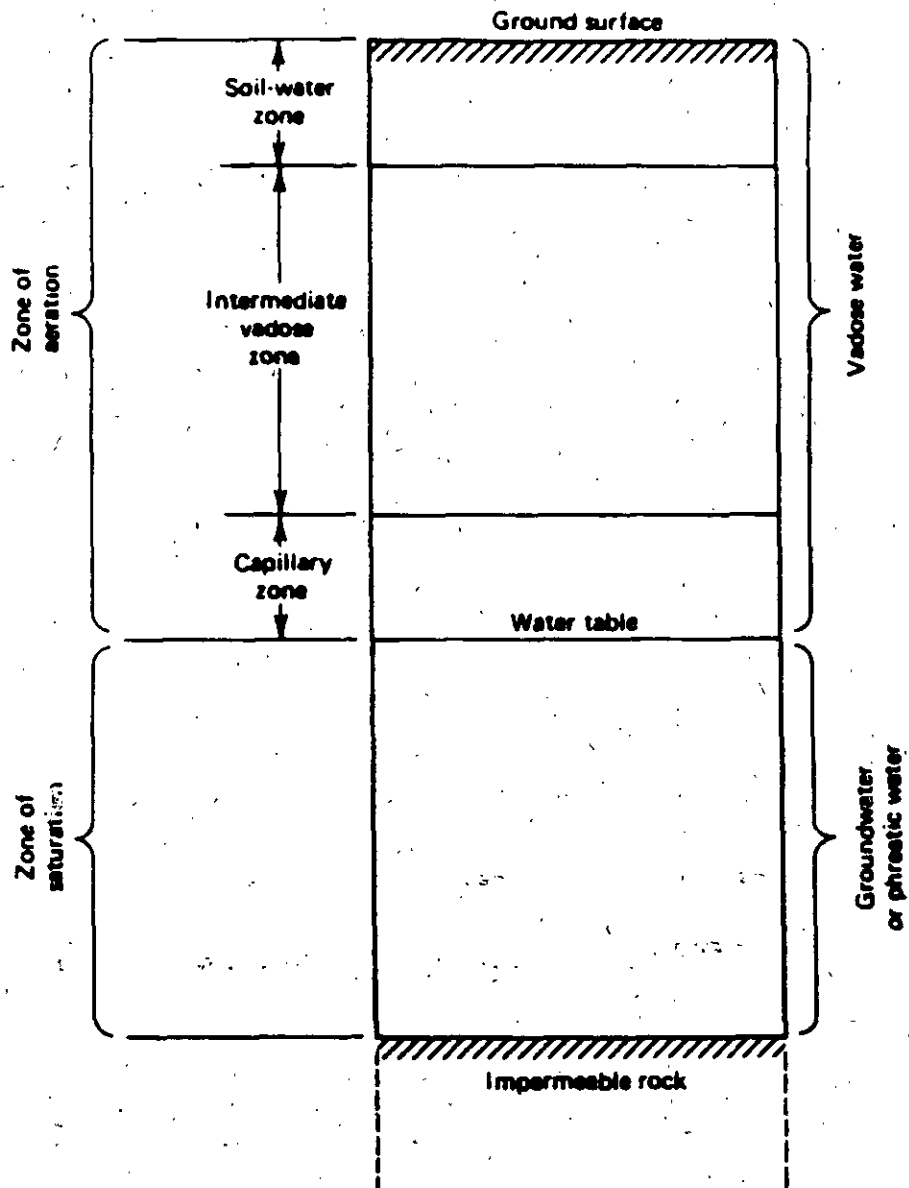 Ground surface
Soil-water
zone
Zone of
aeration
Intermediate
vadose
zone
Vadose water
Capillary
zone
Water table
Zone of
saturation
Groundwater
or phreatic water
Impermeable rock